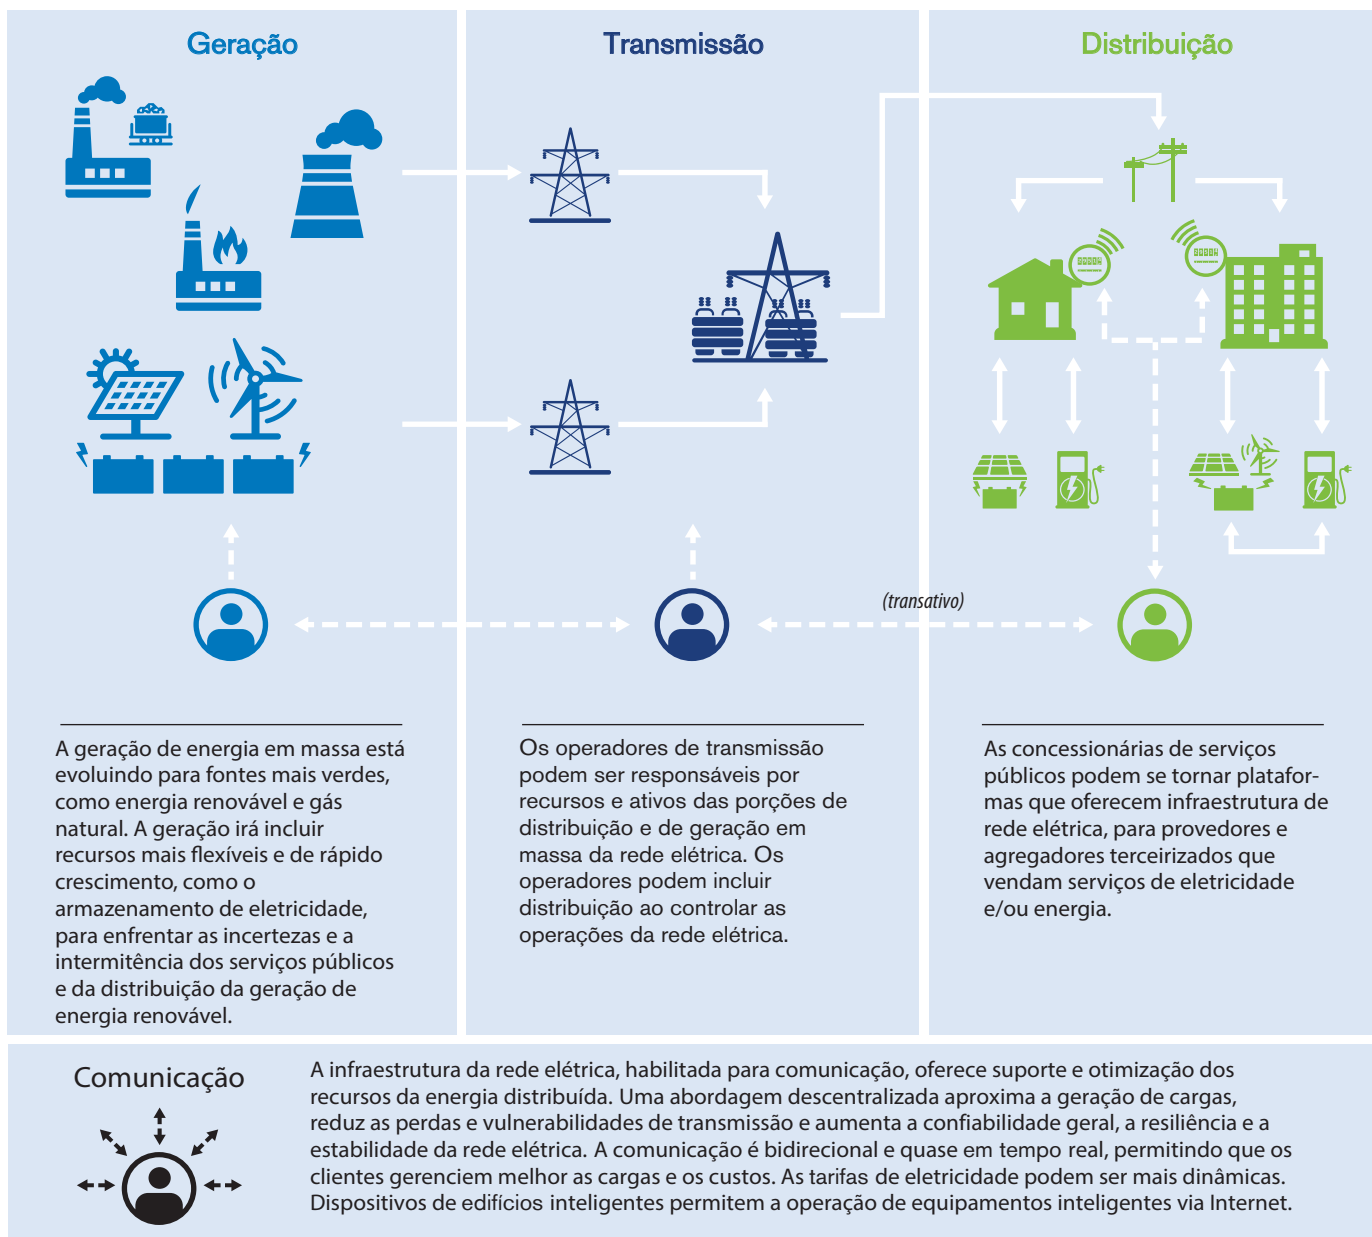 Geração
Transmissão
Distribuição
(transativo)
A geração de energia em massa está
evoluindo para fontes mais verdes,
como energia renovável e gás
natural. A geração irá incluir
recursos mais flexíveis e de rápido
crescimento, como o
armazenamento de eletricidade,
para enfrentar as incertezas e a
intermitência dos serviços públicos
e da distribuição da geração de
energia renovável.
Os operadores de transmissão
podem ser responsáveis por
recursos e ativos das porções de
distribuição e de geração em
massa da rede elétrica. Os
operadores podem incluir
distribuição ao controlar as
operações da rede elétrica.
As concessionárias de serviços
públicos podem se tornar platafor-
mas que oferecem infraestrutura de
rede elétrica, para provedores e
agregadores terceirizados que
vendam serviços de eletricidade
e/ou energia.
Comunicação
A infraestrutura da rede elétrica, habilitada para comunicação, oferece suporte e otimização dos
recursos da energia distribuída. Uma abordagem descentralizada aproxima a geração de cargas,
reduz as perdas e vulnerabilidades de transmissão e aumenta a confiabilidade geral, a resiliência e a
estabilidade da rede elétrica. A comunicação é bidirecional e quase em tempo real, permitindo que os
clientes gerenciem melhor as cargas e os custos. As tarifas de eletricidade podem ser mais dinâmicas.
Dispositivos de edifícios inteligentes permitem a operação de equipamentos inteligentes via Internet.